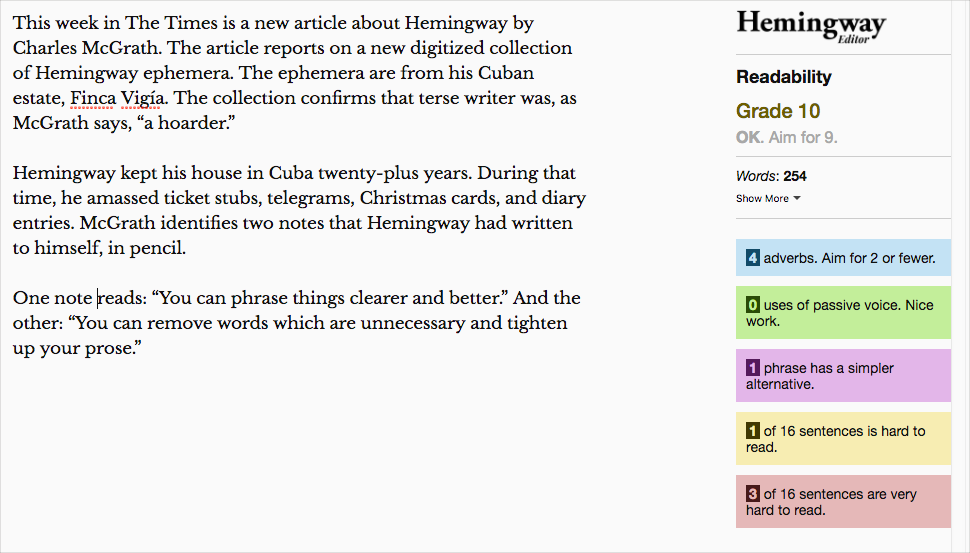 This week in The Times is a new article about Hemingway by
Charles McGrath. The article reports on a new digitized collection
of Hemingway ephemera. The ephemera are from his Cuban
estate, Finca Vigía. The collection confirms that terse writer was, as
McGrath says, “a hoarder.”
Hemingway kept his house in Cuba twenty-plus years. During that
time, he amassed ticket stubs, telegrams, Christmas cards, and diary
entries. McGrath identifies two notes that Hemingway had written
to himself, in pencil.
One note reads: “You can phrase things clearer and better.” And the
other: “You can remove words which are unnecessary and tighten
up your prose.”
Hemingway
Editor
Readability
Grade 10
OK. Aim for 9.
Words: 254
Show More
4 adverbs. Aim for 2 or fewer.
0 uses of passive voice. Nice
work.
1 phrase has a simpler
alternative.
1 of 16 sentences is hard to
read.
3 of 16 sentences are very
hard to read.